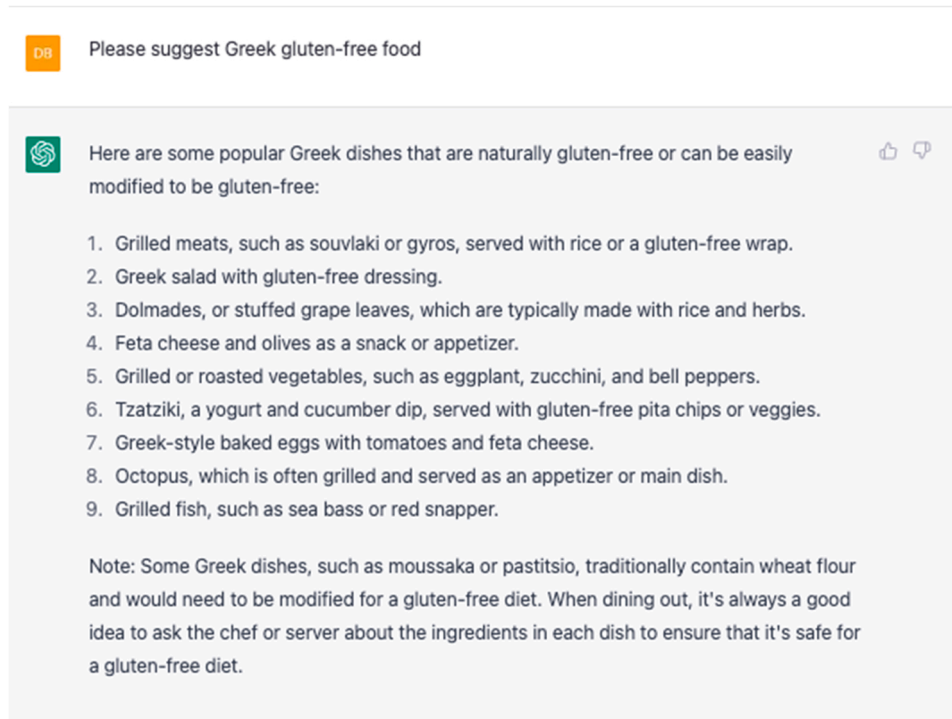 DB
Please suggest Greek gluten-free food
Here are some popular Greek dishes that are naturally gluten-free or can be easily
modified to be gluten-free:
1. Grilled meats, such as souvlaki or gyros, served with rice or a gluten-free wrap.
2. Greek salad with gluten-free dressing.
3. Dolmades, or stuffed grape leaves, which are typically made with rice and herbs.
4. Feta cheese and olives as a snack or appetizer.
5. Grilled or roasted vegetables, such as eggplant, zucchini, and bell peppers.
6. Tzatziki, a yogurt and cucumber dip, served with gluten-free pita chips or veggies.
7. Greek-style baked eggs with tomatoes and feta cheese.
8. Octopus, which is often grilled and served as an appetizer or main dish.
9. Grilled fish, such as sea bass or red snapper.
Note: Some Greek dishes, such as moussaka or pastitsio, traditionally contain wheat flour
and would need to be modified for a gluten-free diet. When dining out, it's always a good
idea to ask the chef or server about the ingredients in each dish to ensure that it's safe for
a gluten-free diet.